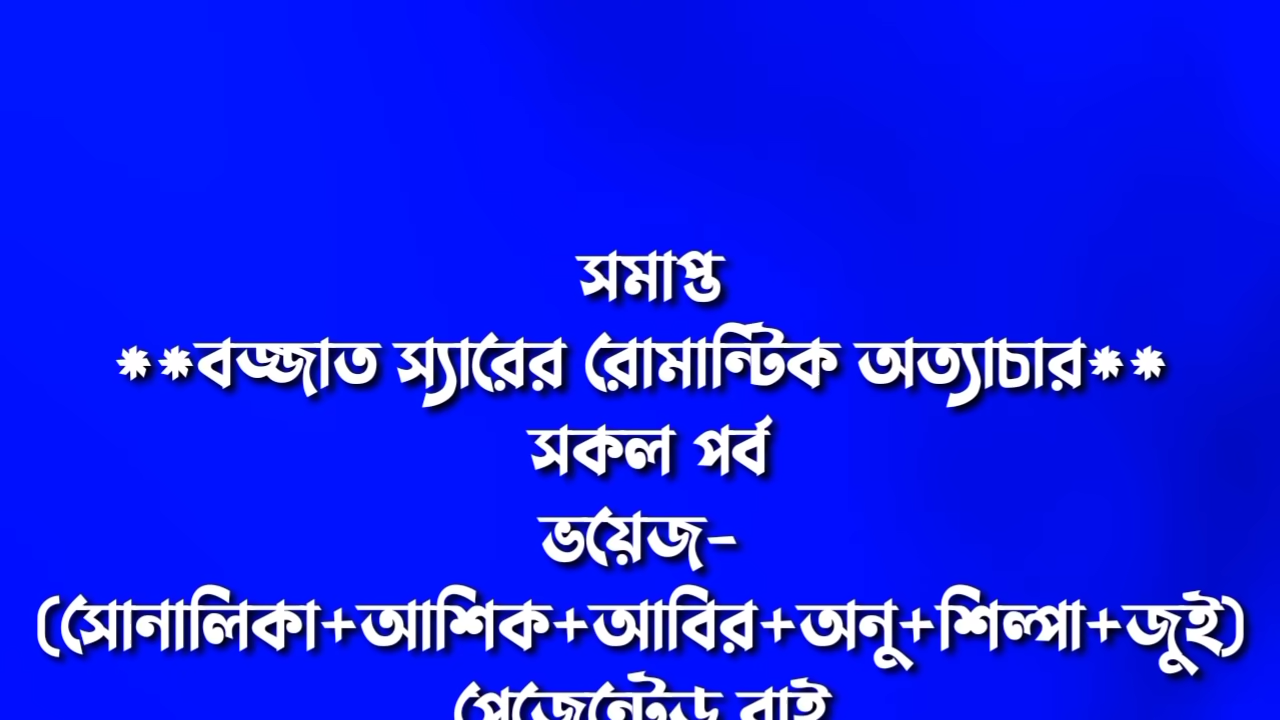 সমাপ্ত
**বজ্জাত স্যারের রোমান্টিক অত্যাচার**
সকল পর্ব
ভয়েজ-
(সোনালিকা+আশিক+আবির+অনু+শিল্পা+জুই)
প্রেজেন্টেড বাই